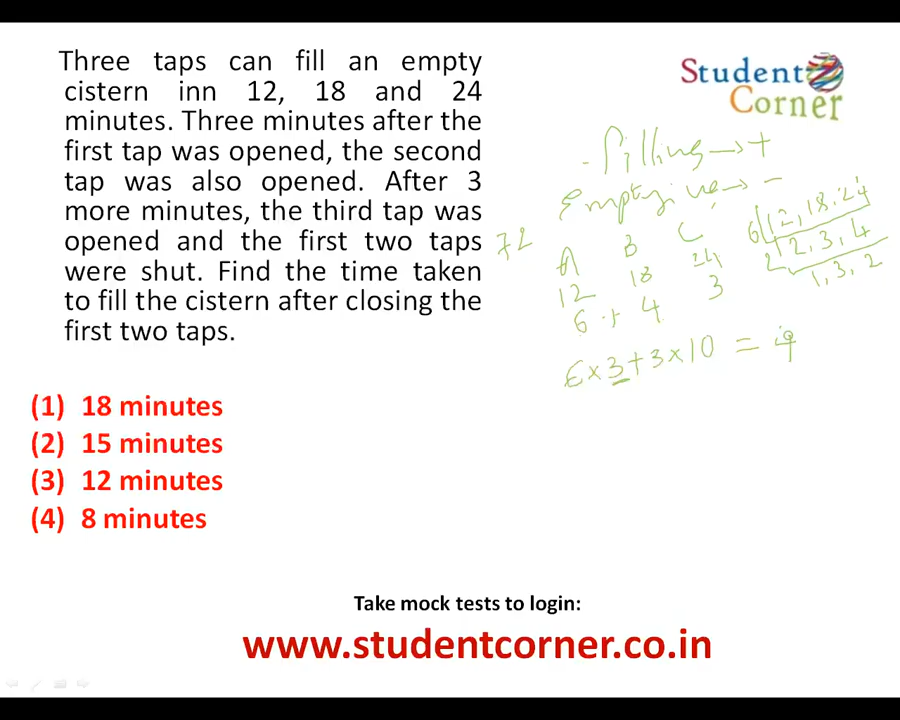 Three taps can fill an empty
cistern inn 12, 18 and 24
minutes. Three minutes after the
first tap was opened, the second
tap was also opened. After 3
more minutes, the third tap was
opened and the first two taps
were shut. Find the time taken
to fill the cistern after closing the
first two taps.
(1) 18 minutes
(2) 15 minutes
(3) 12 minutes
(4) 8 minutes
Student
Corner
Filling → +
Emptying → -
72
A B C
12 18 24
6 + 4 3
6 12, 18, 24
2 2, 3, 4
1, 3, 2
6 × 3 + 3 × 10 =
Take mock tests to login:
www.studentcorner.co.in